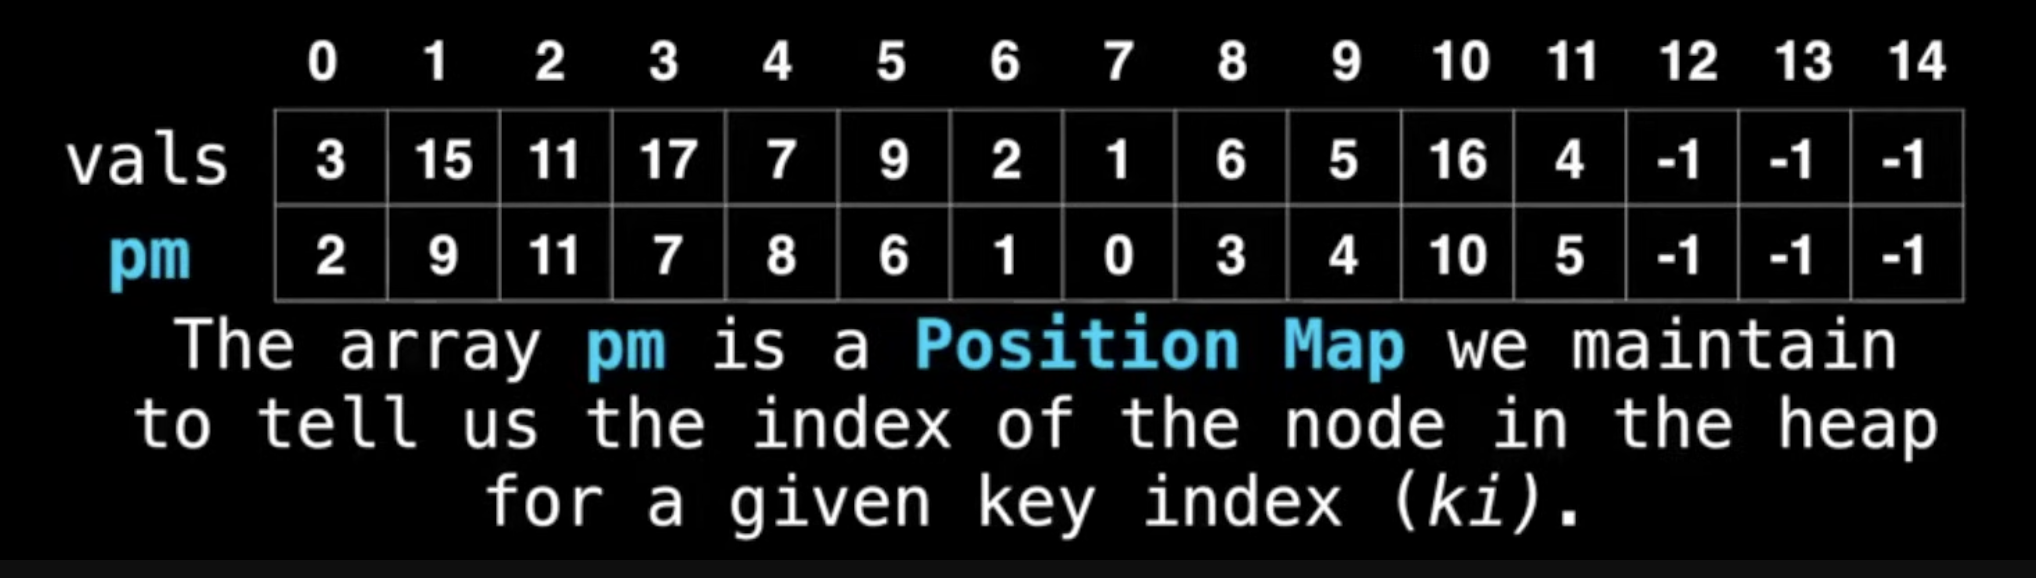 0 1 2 3 4 5 6 7 8 9 10 11 12 13 14
vals 3 15 11 17 7 9 2 1 6 5 16 4 -1 -1 -1
pm 2 9 11 7 8 6 1 0 3 4 10 5 -1 -1 -1
The array pm is a Position Map we maintain
to tell us the index of the node in the heap
for a given key index (ki).